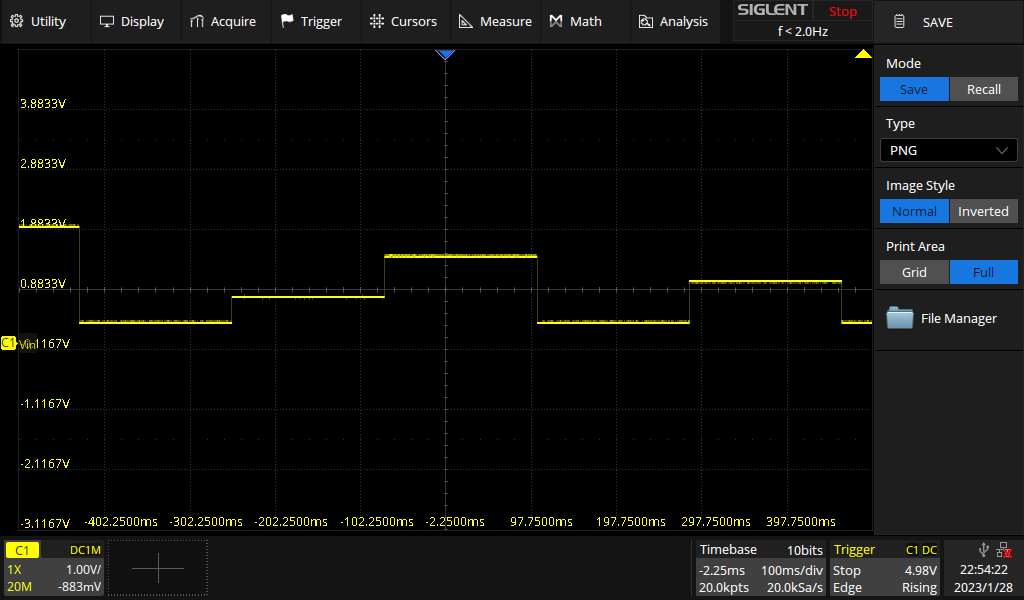 Utility Display Acquire Trigger Cursors Measure Math Analysis SIGLENT Stop SAVE
f < 2.0Hz
Mode
Save Recall
Type
PNG
Image Style
Normal Inverted
Print Area
Grid Full
File Manager
3.8833V
2.8833V
1.8833V
0.8833V
C1 Vin -0.1167V
-1.1167V
-2.1167V
-3.1167V -402.2500ms -302.2500ms -202.2500ms -102.2500ms -2.2500ms 97.7500ms 197.7500ms 297.7500ms 397.7500ms
C1 DC1M
1X 1.00V/
20M -883mV
Timebase 10bits
-2.25ms 100ms/div
20.0kpts 20.0kSa/s
Trigger C1 DC
Stop 4.98V
Edge Rising
22:54:22
2023/1/28